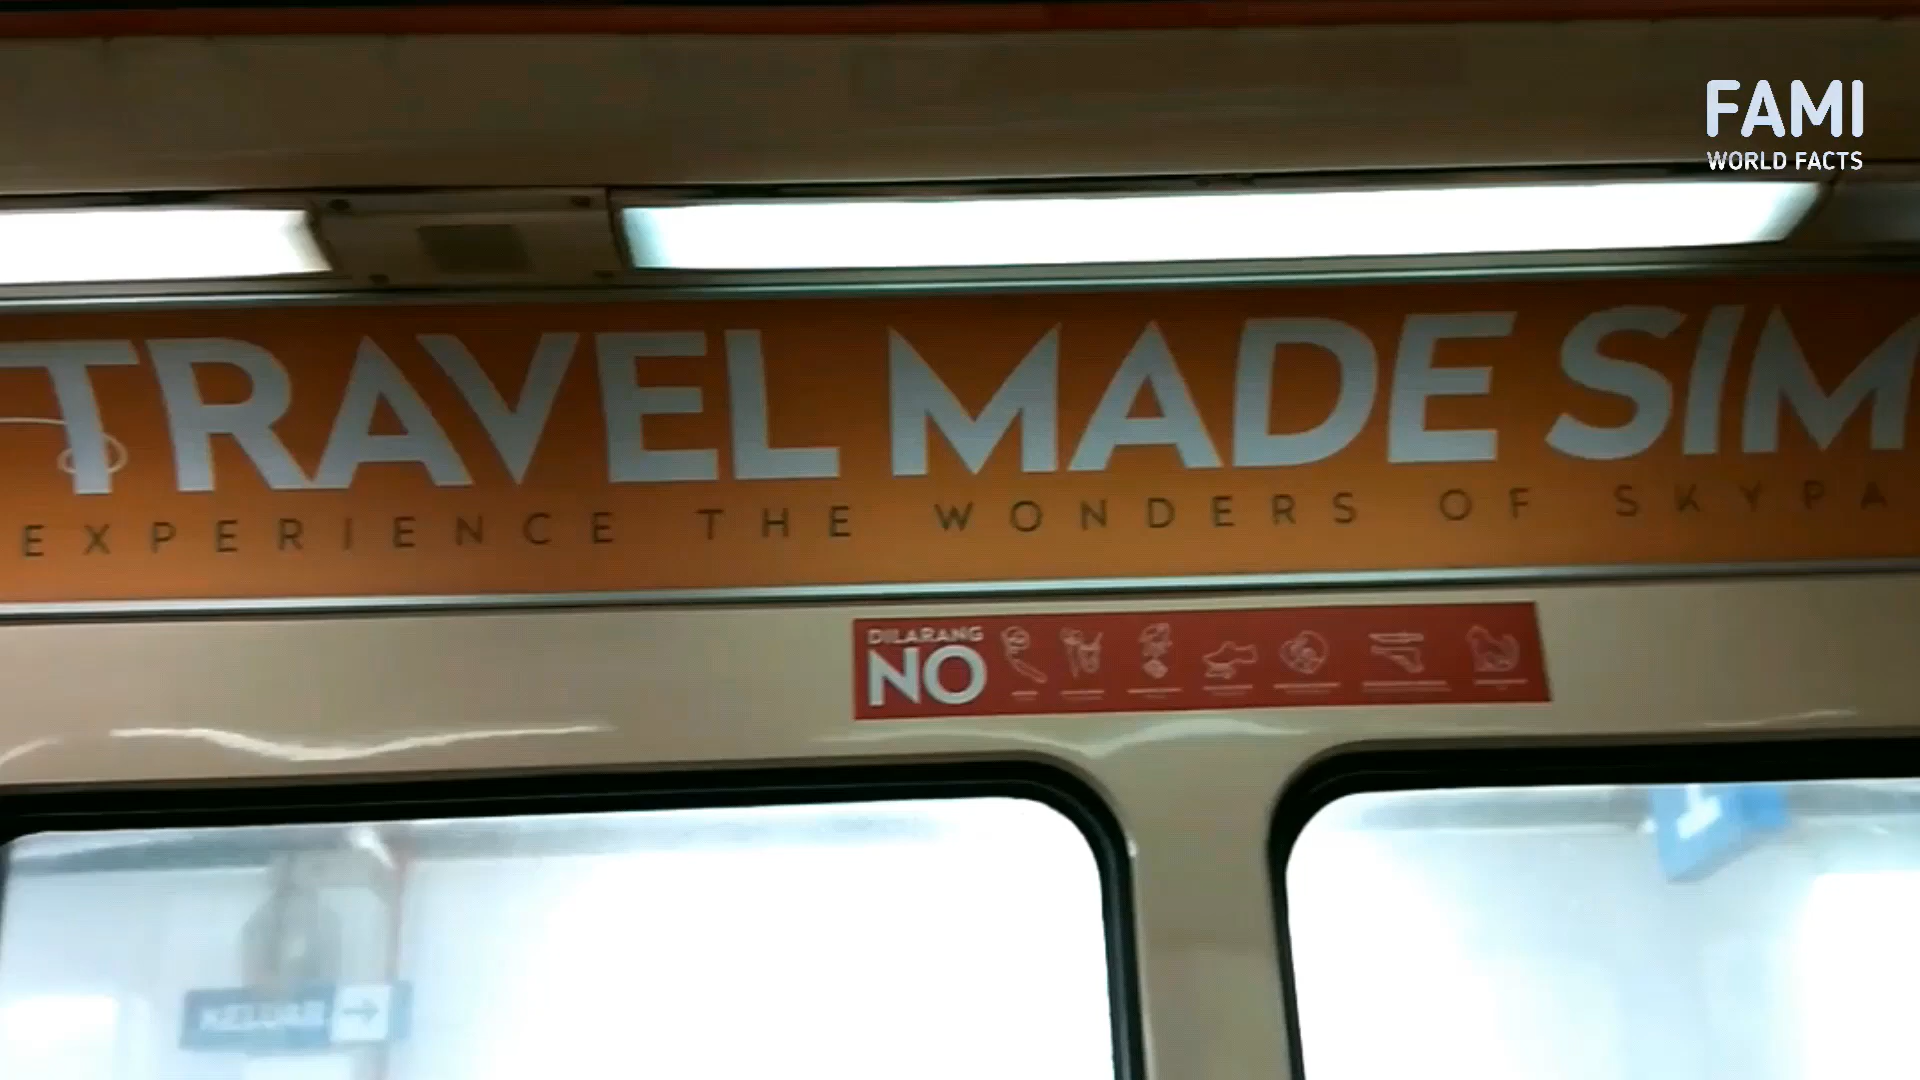 FAMI
WORLD FACTS
TRAVEL MADE SIM
EXPERIENCE THE WONDERS OF SKYPA
DILARANG
NO
KELUAR →